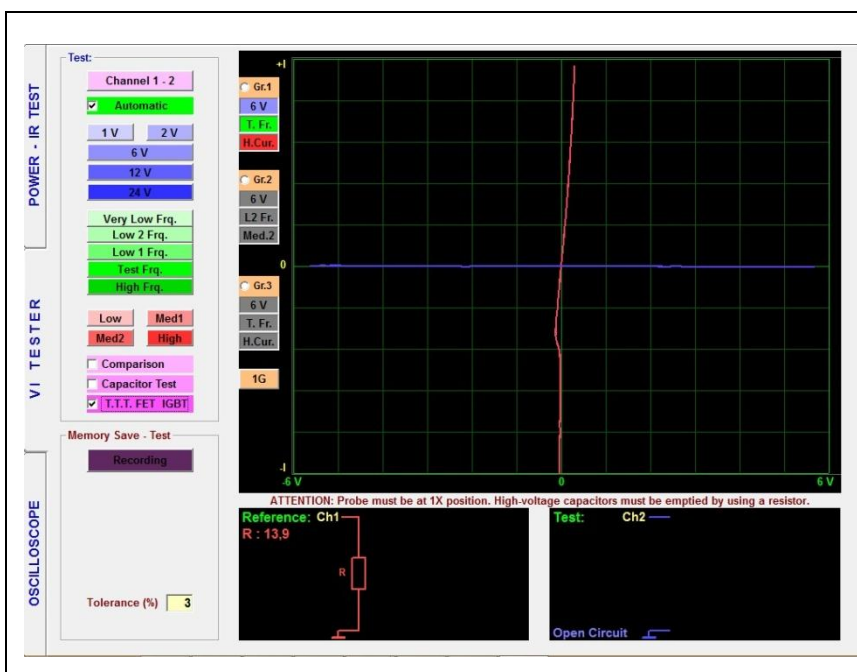 POWER - IR TEST
VI TESTER
OSCILLOSCOPE
Test:
Channel 1 - 2
Automatic
1 V
2 V
6 V
12 V
24 V
Very Low Frq.
Low 2 Frq.
Low 1 Frq.
Test Frq.
High Frq.
Low
Med1
Med2
High
Comparison
Capacitor Test
T.T.T. FET IGBT
Memory Save - Test
Recording
Tolerance (%) 3
Gr.1
6 V
T. Fr.
H.Cur.
Gr.2
6 V
L2 Fr.
Med.2
Gr.3
6 V
T. Fr.
H.Cur.
1G
+I
0
-I
-6 V
0
6 V
ATTENTION: Probe must be at 1X position. High-voltage capacitors must be emptied by using a resistor.
Reference: Ch1
R : 13,9
R
Test: Ch2
Open Circuit